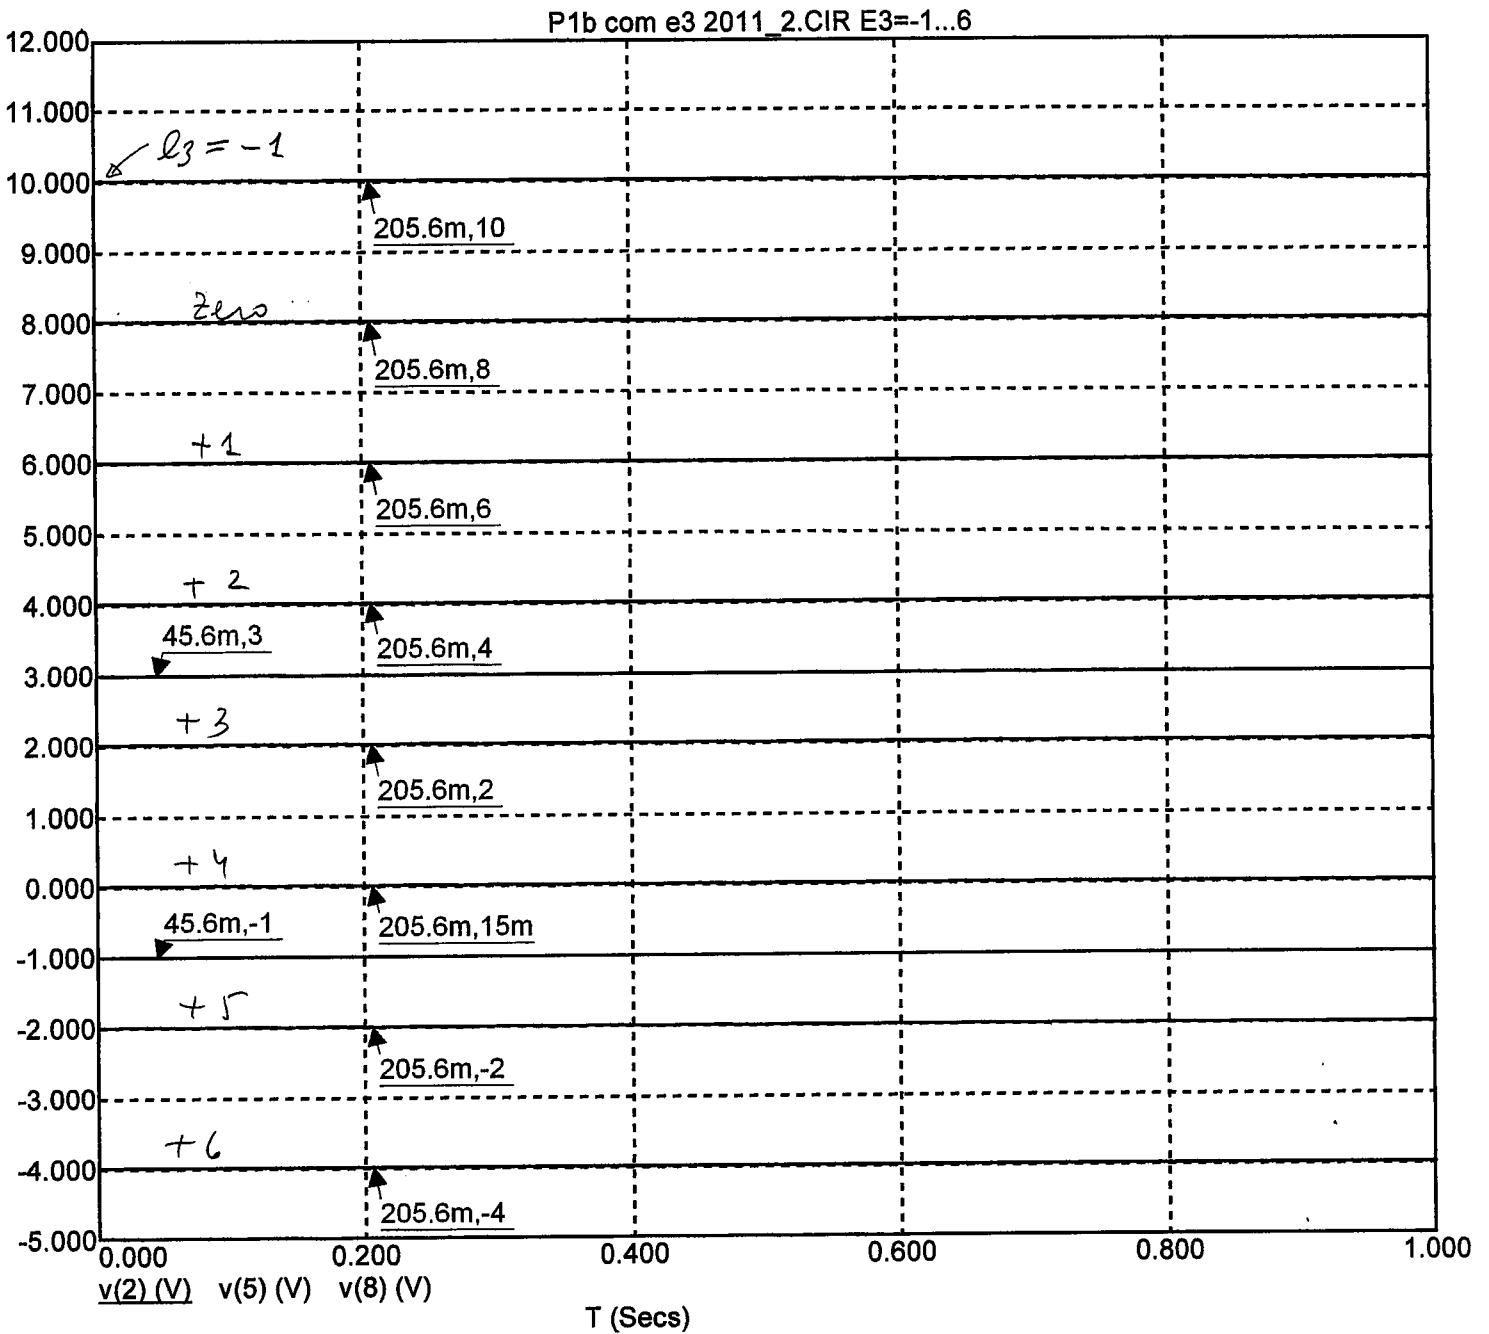 P1b com e3 2011_2.CIR E3=-1...6
12.000
11.000
e3 = -1
10.000
205.6m,10
9.000
zero
8.000
205.6m,8
7.000
+1
6.000
205.6m,6
5.000
+ 2
4.000
45.6m,3
205.6m,4
3.000
+3
2.000
205.6m,2
1.000
+4
0.000
45.6m,-1
205.6m,15m
-1.000
+5
-2.000
205.6m,-2
-3.000
+6
-4.000
205.6m,-4
-5.000
0.000 0.200 0.400 0.600 0.800 1.000
v(2) (V) v(5) (V) v(8) (V)
T (Secs)